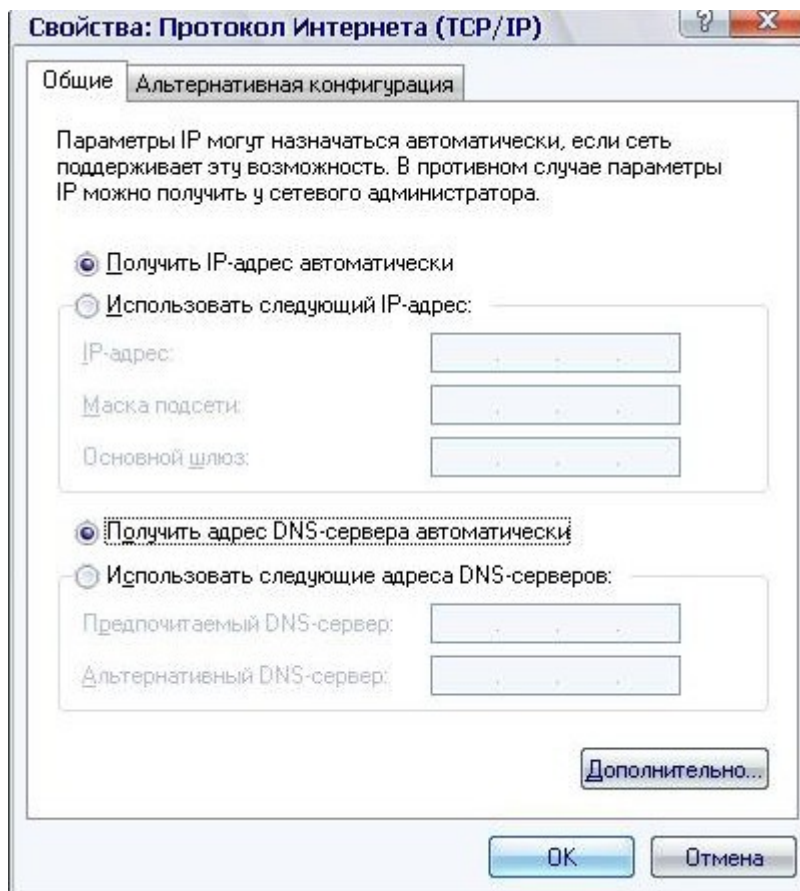 Свойства: Протокол Интернета (TCP/IP)
Общие
Альтернативная конфигурация
Параметры IP могут назначаться автоматически, если сеть
поддерживает эту возможность. В противном случае параметры
IP можно получить у сетевого администратора.
Получить IP-адрес автоматически
Использовать следующий IP-адрес:
IP-адрес:
Маска подсети:
Основной шлюз:
Получить адрес DNS-сервера автоматически
Использовать следующие адреса DNS-серверов:
Предпочитаемый DNS-сервер:
Альтернативный DNS-сервер:
Дополнительно...
OK
Отмена